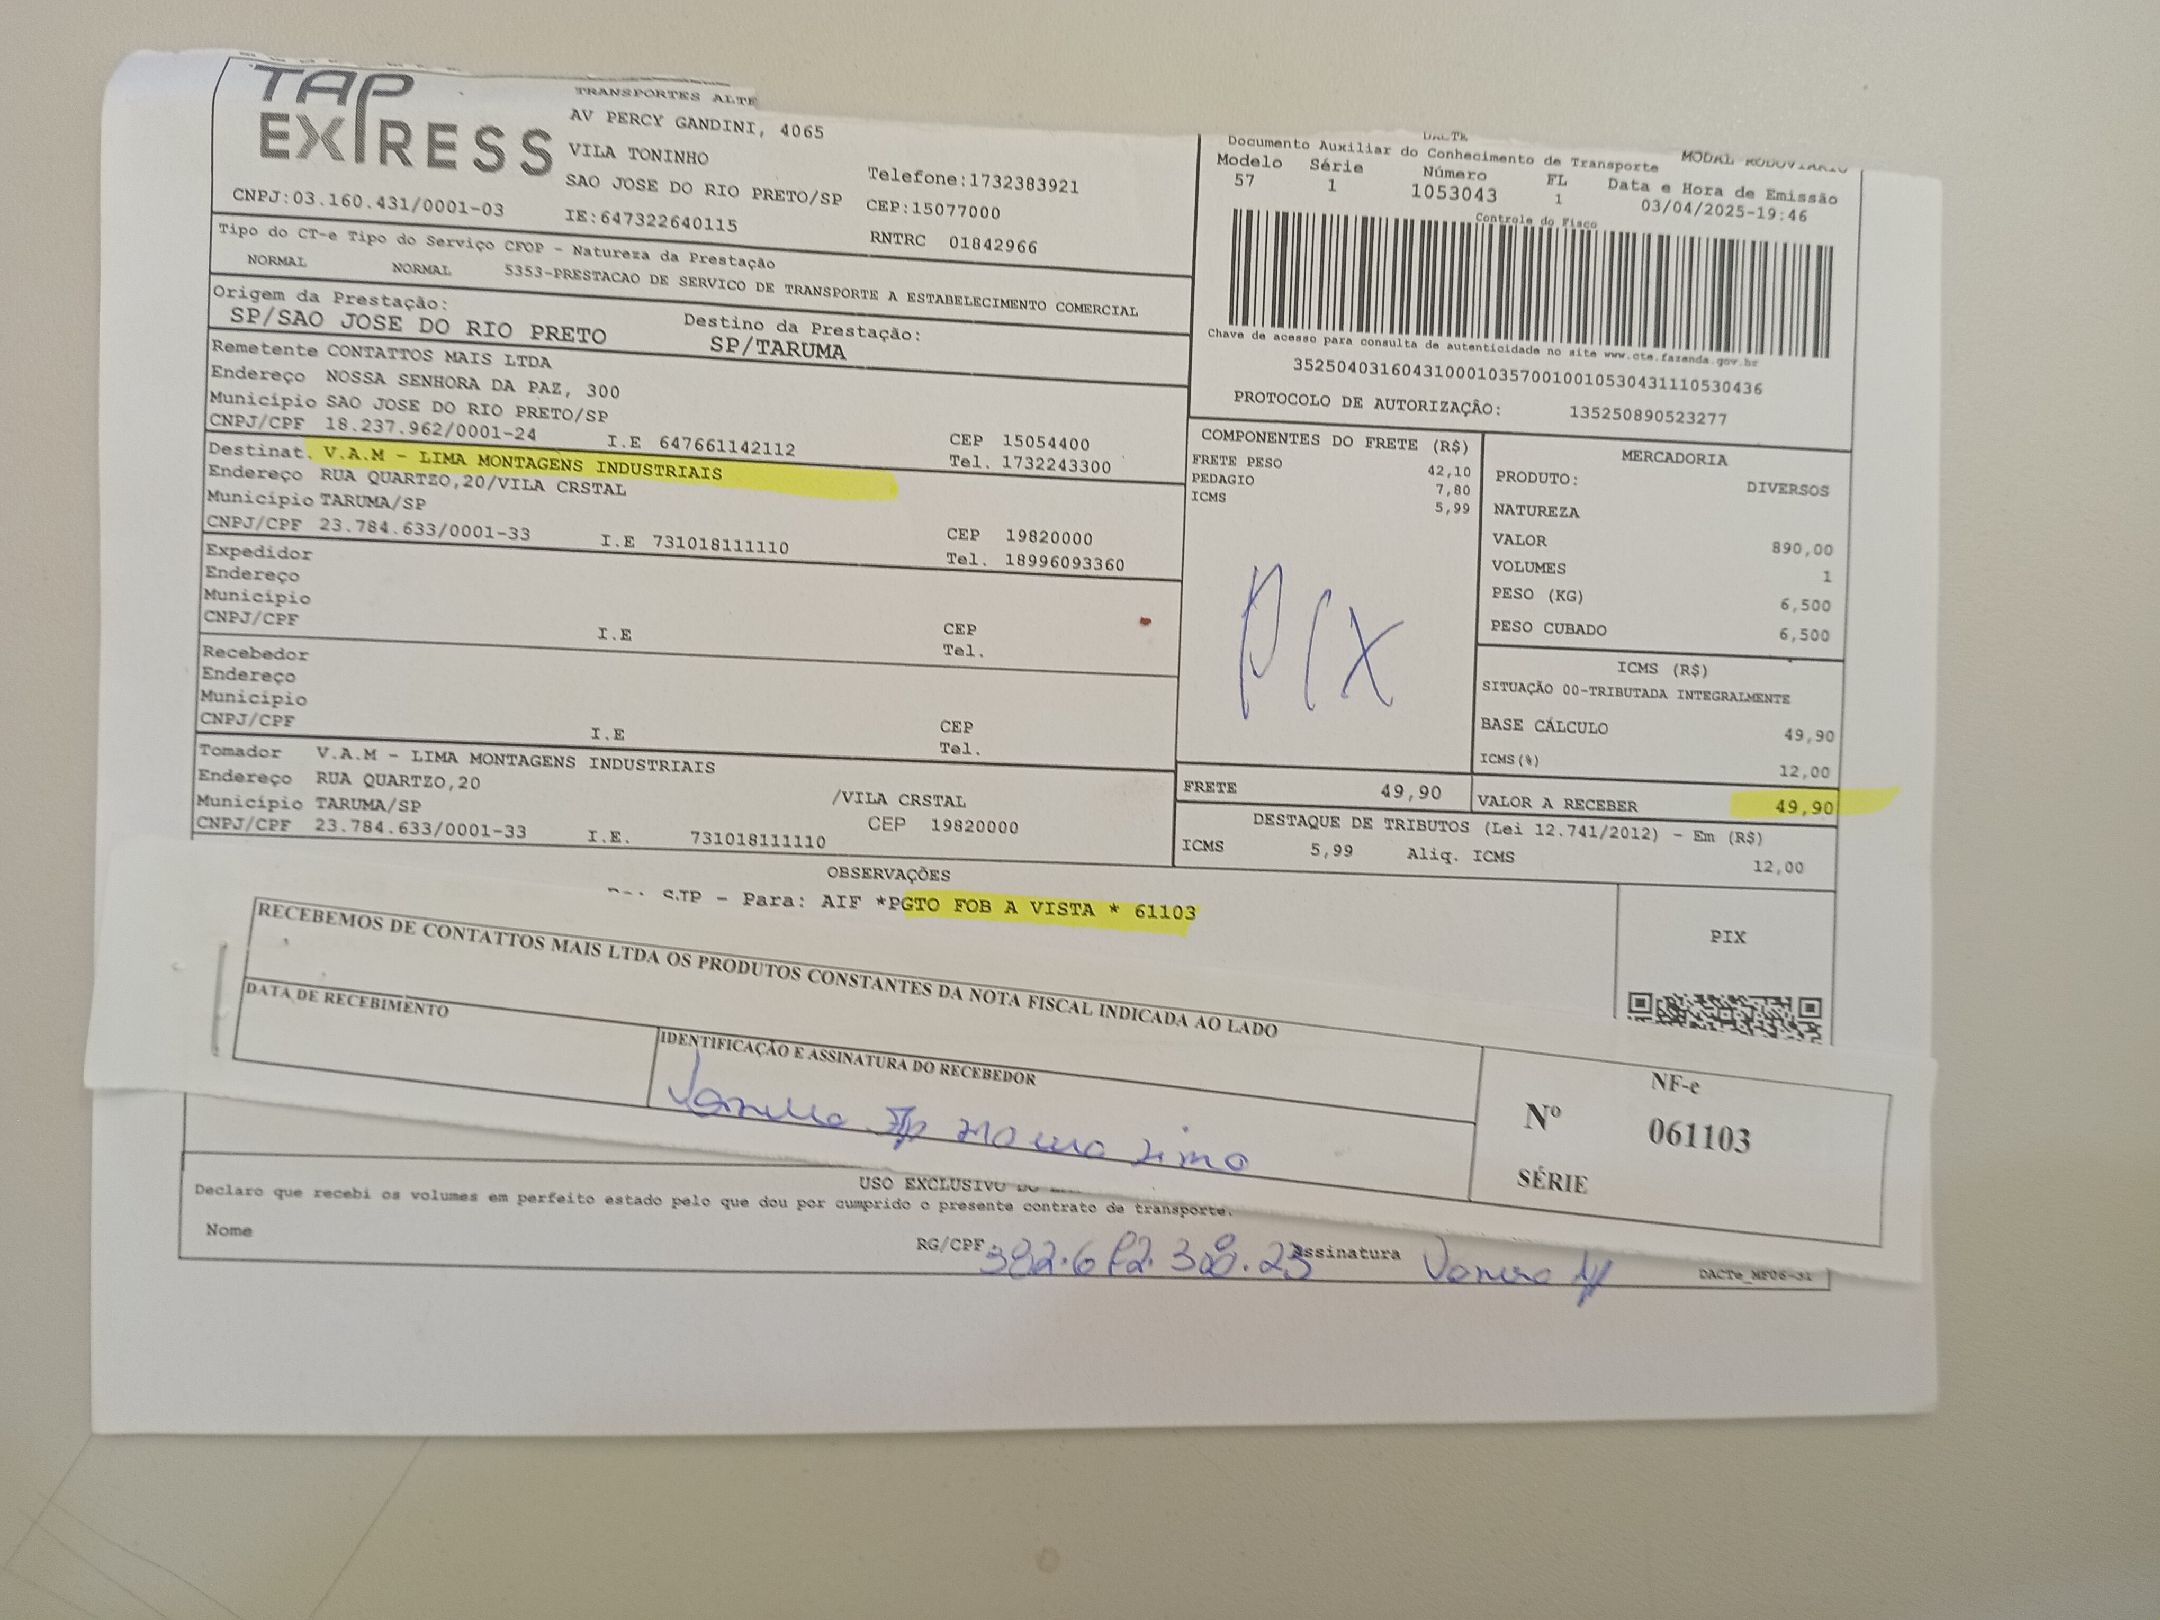 TAP
EXPRESS
TRANSPORTES ALTE
AV PERCY GANDINI, 4065
VILA TONINHO
SAO JOSE DO RIO PRETO/SP
Telefone:1732383921
CEP:15077000
CNPJ:03.160.431/0001-03 IE:647322640115 RNTRC 01842966
Tipo do CT-e Tipo do Serviço CFOP - Natureza da Prestação
NORMAL NORMAL 5353-PRESTACAO DE SERVICO DE TRANSPORTE A ESTABELECIMENTO COMERCIAL
Origem da Prestação: Destino da Prestação:
SP/SAO JOSE DO RIO PRETO SP/TARUMA
Remetente CONTATTOS MAIS LTDA
Endereço NOSSA SENHORA DA PAZ, 300
Município SAO JOSE DO RIO PRETO/SP CEP 15054400
CNPJ/CPF 18.237.962/0001-24 I.E 647661142112 Tel. 1732243300
Destinat. V.A.M - LIMA MONTAGENS INDUSTRIAIS
Endereço RUA QUARTZO,20/VILA CRSTAL
Município TARUMA/SP CEP 19820000
CNPJ/CPF 23.784.633/0001-33 I.E 731018111110 Tel. 18996093360
Expedidor
Endereço
Município CEP
CNPJ/CPF I.E Tel.
Recebedor
Endereço
Município CEP
CNPJ/CPF I.E Tel.
Tomador V.A.M - LIMA MONTAGENS INDUSTRIAIS
Endereço RUA QUARTZO,20 /VILA CRSTAL
Município TARUMA/SP CEP 19820000
CNPJ/CPF 23.784.633/0001-33 I.E. 731018111110
Documento Auxiliar do Conhecimento de Transporte MODAL RODOVIARIO
Modelo Série Número FL Data e Hora de Emissão
57 1 1053043 1 03/04/2025-19:46
Controle do Fisco
Chave de acesso para consulta de autenticidade no site www.cte.fazenda.gov.br
35250403160431000103570010010530431110530436
PROTOCOLO DE AUTORIZAÇÃO: 135250890523277
COMPONENTES DO FRETE (R$)
FRETE PESO 42,10
PEDAGIO 7,80
ICMS 5,99
PIX
MERCADORIA
PRODUTO: DIVERSOS
NATUREZA
VALOR 890,00
VOLUMES 1
PESO (KG) 6,500
PESO CUBADO 6,500
ICMS (R$)
SITUAÇÃO 00-TRIBUTADA INTEGRALMENTE
BASE CÁLCULO 49,90
ICMS(%) 12,00
FRETE 49,90 VALOR A RECEBER 49,90
DESTAQUE DE TRIBUTOS (Lei 12.741/2012) - Em (R$)
ICMS 5,99 Aliq. ICMS 12,00
OBSERVAÇÕES
SJP - Para: AIF *PGTO FOB A VISTA * 61103
PIX
RECEBEMOS DE CONTATTOS MAIS LTDA OS PRODUTOS CONSTANTES DA NOTA FISCAL INDICADA AO LADO
DATA DE RECEBIMENTO
IDENTIFICAÇÃO E ASSINATURA DO RECEBEDOR
NF-e
Nº 061103
SÉRIE
USO EXCLUSIVO DO
Declaro que recebi os volumes em perfeito estado pelo que dou por cumprido o presente contrato de transporte.
Nome
RG/CPF
Assinatura
DACTe_MF06-31